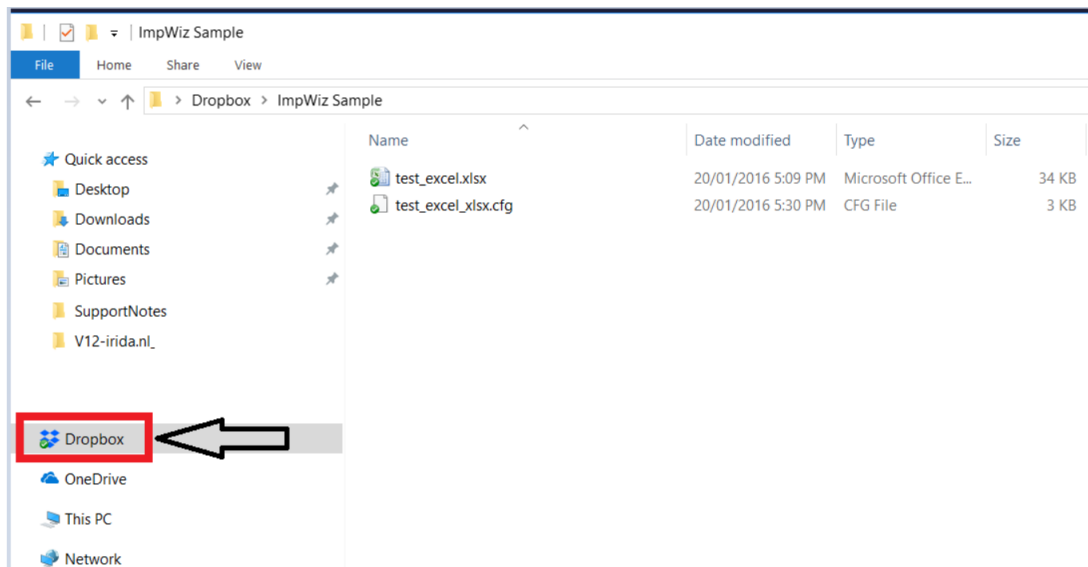 ImpWiz Sample
File Home Share View
Dropbox ImpWiz Sample
Name Date modified Type Size
Quick access
Desktop
Downloads
Documents
Pictures
SupportNotes
V12-irida.nl_
Dropbox
OneDrive
This PC
Network
test_excel.xlsx 20/01/2016 5:09 PM Microsoft Office E... 34 KB
test_excel_xlsx.cfg 20/01/2016 5:30 PM CFG File 3 KB